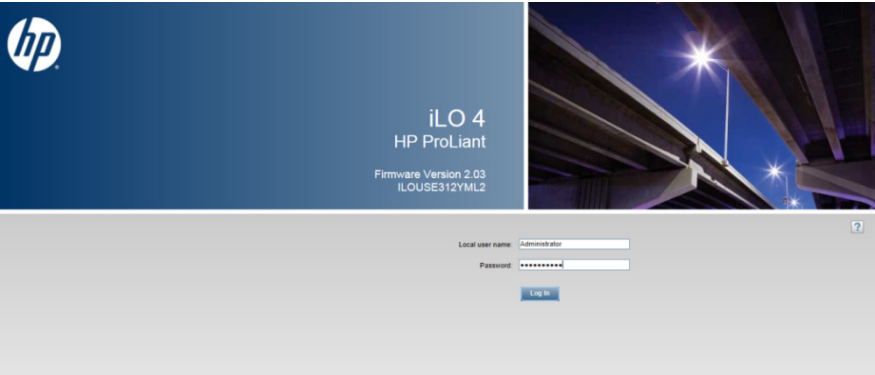 hp
iLO 4
HP ProLiant
Firmware Version 2.03
ILOUSE312YML2
?
Local user name: Administrator
Password: ••••••••••
Log In